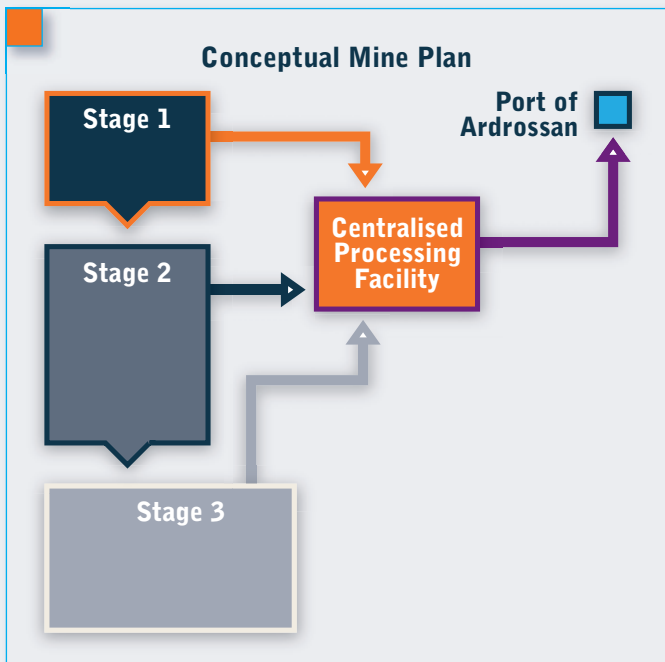 Conceptual Mine Plan
Stage 1
Port of
Ardrossan
Centralised
Processing
Facility
Stage 2
Stage 3